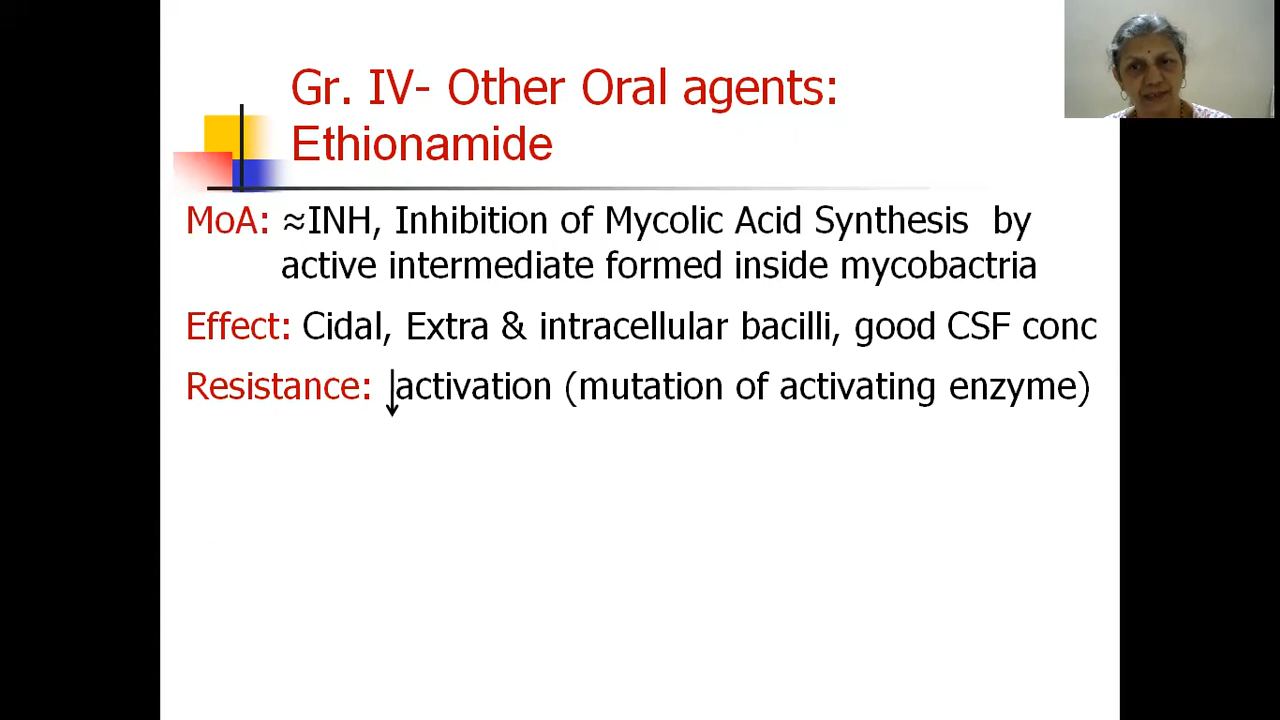 Gr. IV- Other Oral agents:
Ethionamide
MoA: ≈INH, Inhibition of Mycolic Acid Synthesis by
active intermediate formed inside mycobactria
Effect: Cidal, Extra & intracellular bacilli, good CSF conc
Resistance: ↓activation (mutation of activating enzyme)